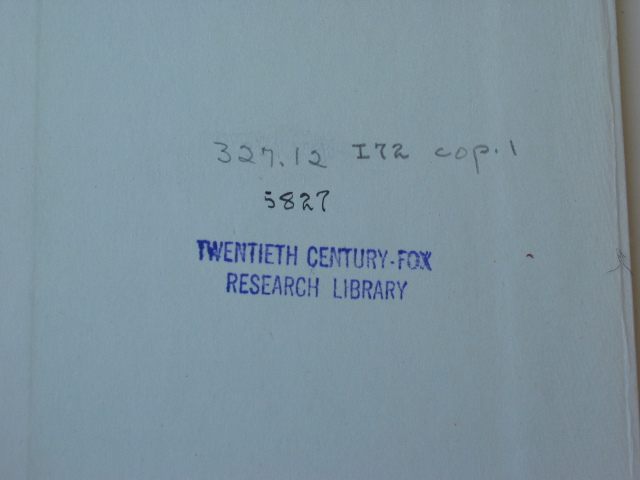 327.12 I72 cop.1
5827
TWENTIETH CENTURY-FOX
RESEARCH LIBRARY